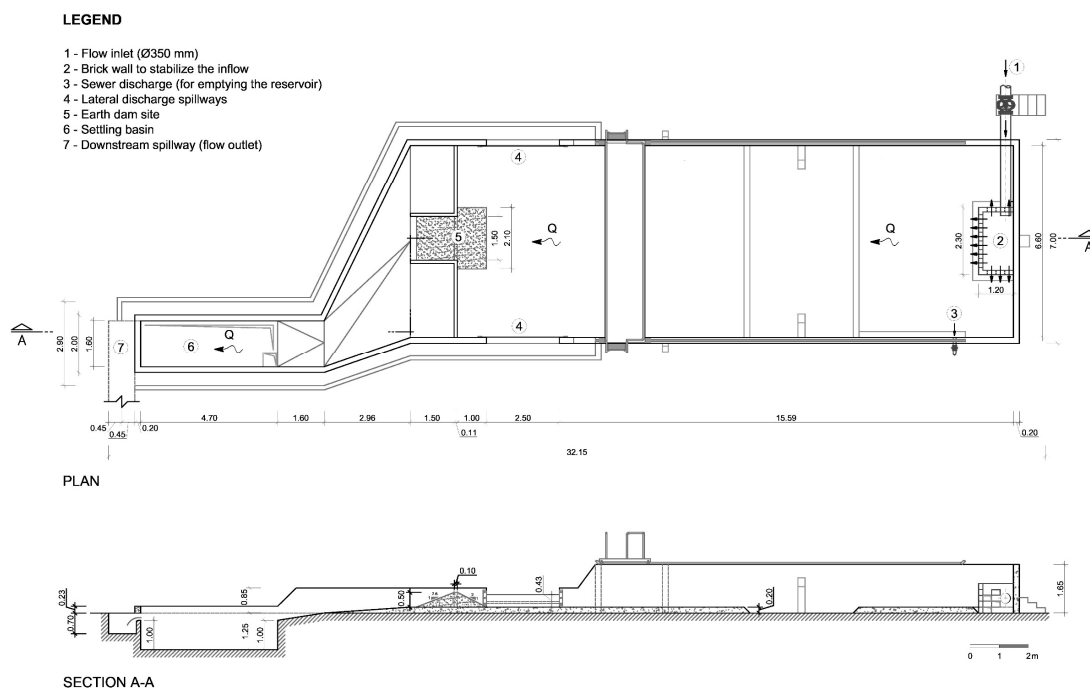 LEGEND
1 - Flow inlet (Ø350 mm)
2 - Brick wall to stabilize the inflow
3 - Sewer discharge (for emptying the reservoir)
4 - Lateral discharge spillways
5 - Earth dam site
6 - Settling basin
7 - Downstream spillway (flow outlet)
1
4
5
1.50
2.10
Q
Q
2.30
2
6.60
7.00
A
1.20
3
4
A
2.90
2.00
1.60
7
6
Q
0.45
0.45
0.20
4.70
1.60
2.96
1.50
1.00
0.11
2.50
15.59
0.20
32.15
PLAN
0.23
0.70
1.00
0.85
1.25
1.00
0.50
0.10
0.43
0.20
1.65
0 1 2m
SECTION A-A